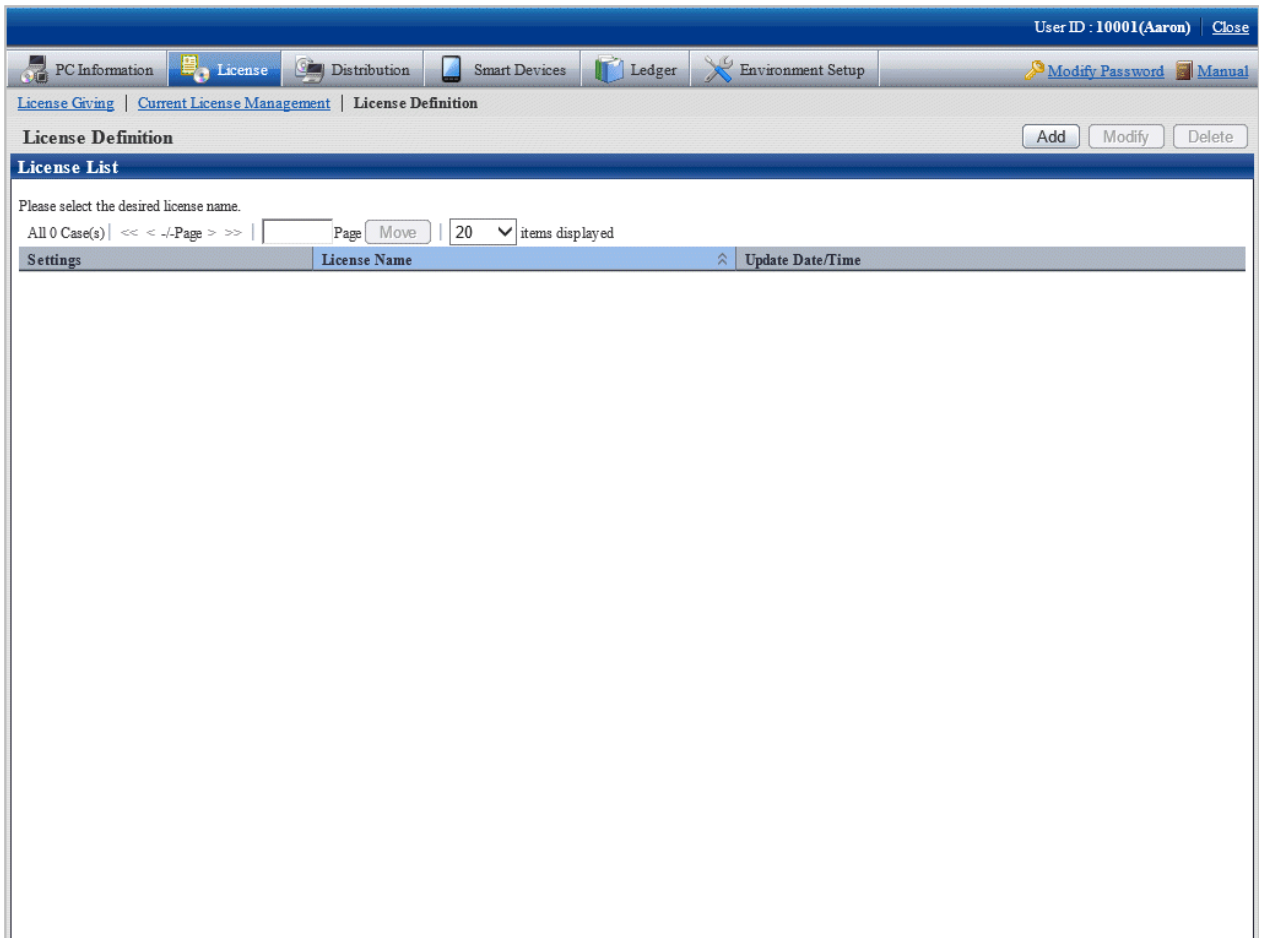 User ID : 10001(Aaron) Close
PC Information License Distribution Smart Devices Ledger Environment Setup Modify Password Manual
License Giving | Current License Management | License Definition
License Definition Add Modify Delete
License List
Please select the desired license name.
All 0 Case(s) | << < -/-Page > >> | Page Move | 20 items displayed
Settings License Name Update Date/Time